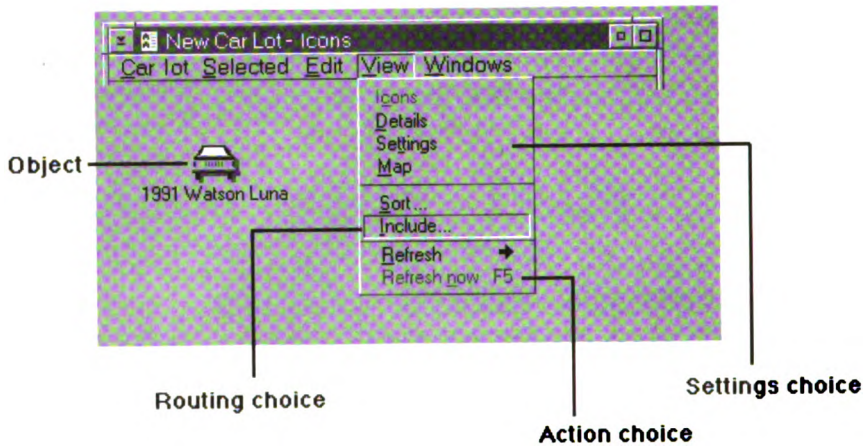 New Car Lot - Icons
Car lot Selected Edit View Windows
Icons
Details
Settings
Map
Sort...
Include...
Refresh
Refresh now F5
Object
1991 Watson Luna
Routing choice
Settings choice
Action choice